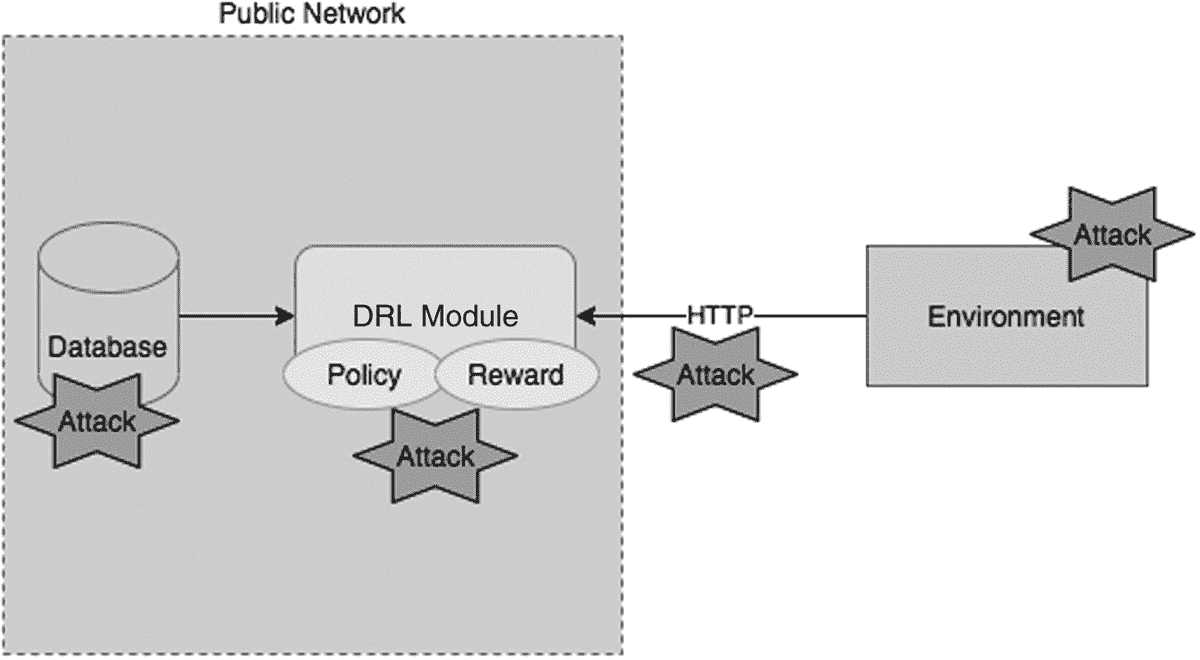 Public Network
Attack
DRL Module
HTTP
Environment
Database
Policy
Reward
Attack
Attack
Attack